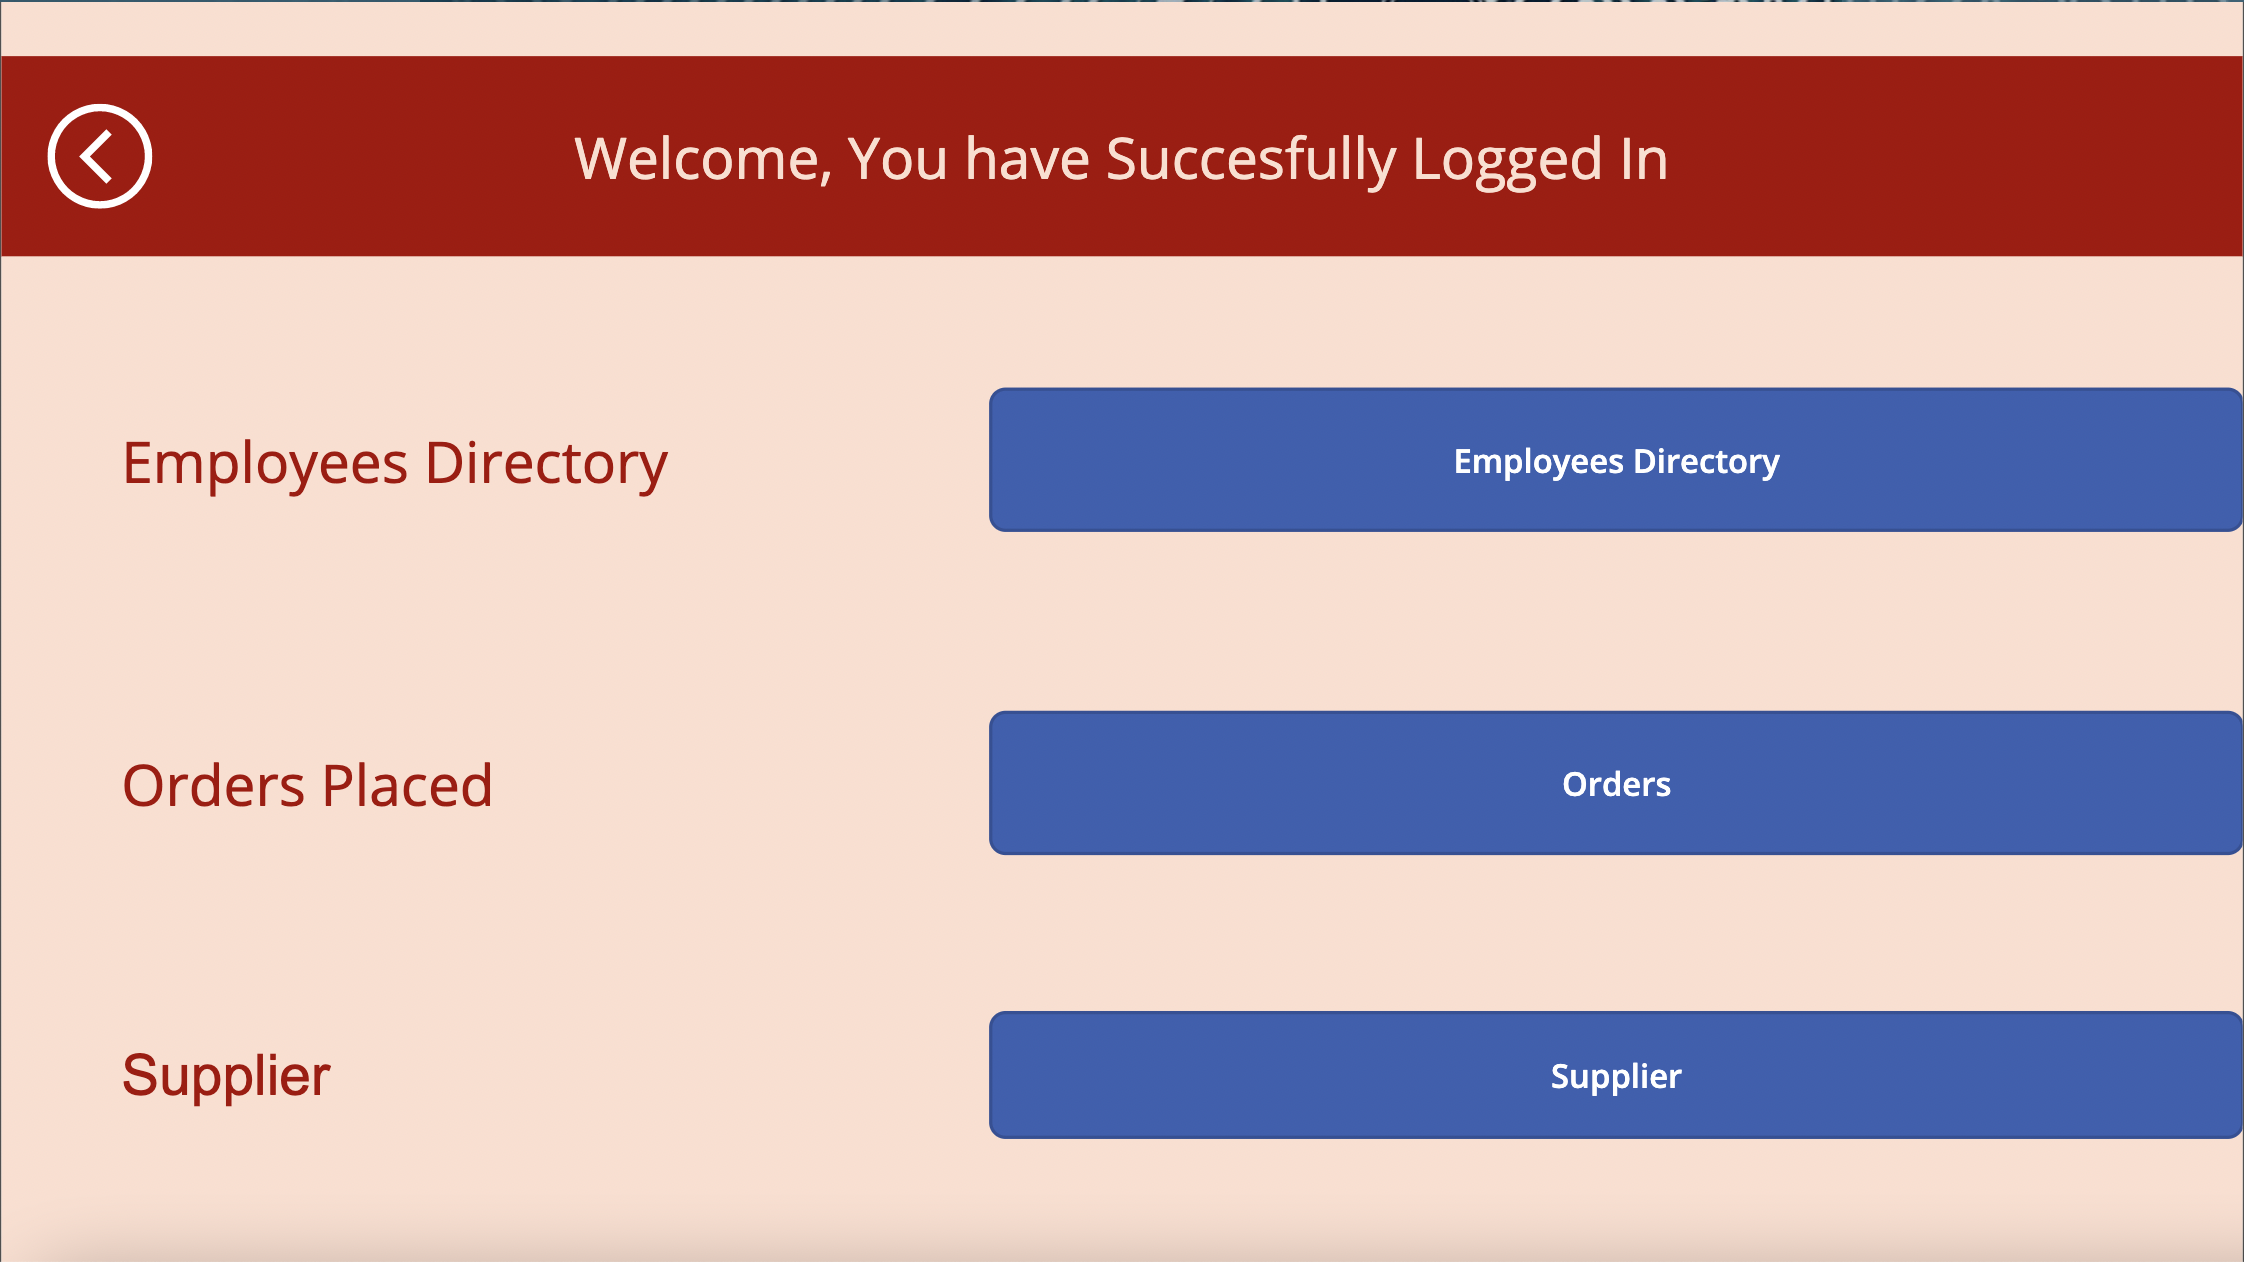 Welcome, You have Succesfully Logged In
Employees Directory
Employees Directory
Orders Placed
Orders
Supplier
Supplier